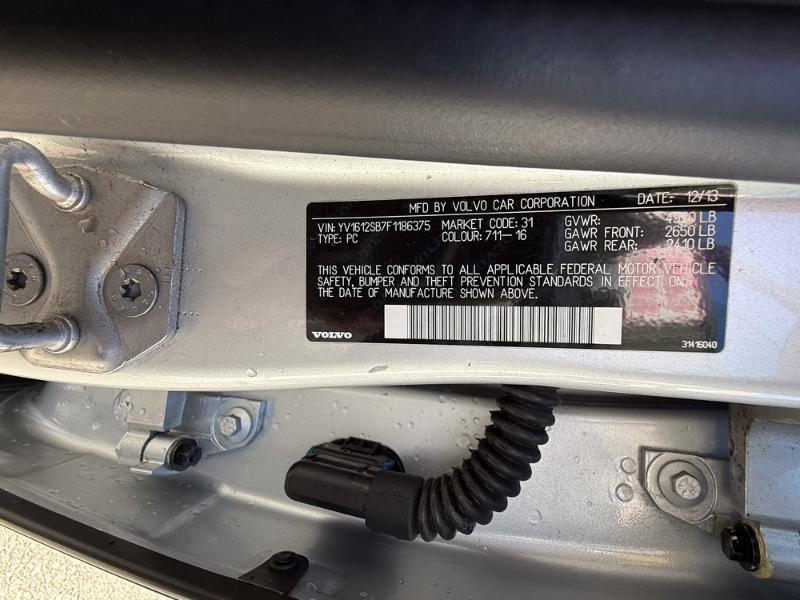 MFD BY VOLVO CAR CORPORATION DATE: 12/13
VIN: YV1612SB7F1186375 MARKET CODE: 31 GVWR: LB
TYPE: PC COLOUR: 711-16 GAWR FRONT: 2650 LB
GAWR REAR: 2410 LB
THIS VEHICLE CONFORMS TO ALL APPLICABLE FEDERAL MOTOR VEHICLE
SAFETY, BUMPER AND THEFT PREVENTION STANDARDS IN EFFECT ON
THE DATE OF MANUFACTURE SHOWN ABOVE.
VOLVO 31416040